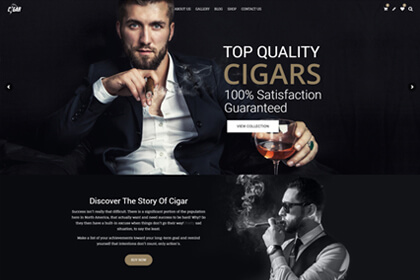 ABOUT US GALLERY BLOG SHOP CONTACT US
TOP QUALITY
CIGARS
100% Satisfaction
Guaranteed
VIEW COLLECTION
Discover The Story Of Cigar
Success isn't really that difficult. There is a significant portion of the population
here in North America, that actually want and need success to be hard! Why? So
they then have a built-in excuse when things don't go their way!
situation, to say the least.
Make a list of your achievements toward your long-term goal and remind
yourself that intentions don't count, only action's.
BUY NOW